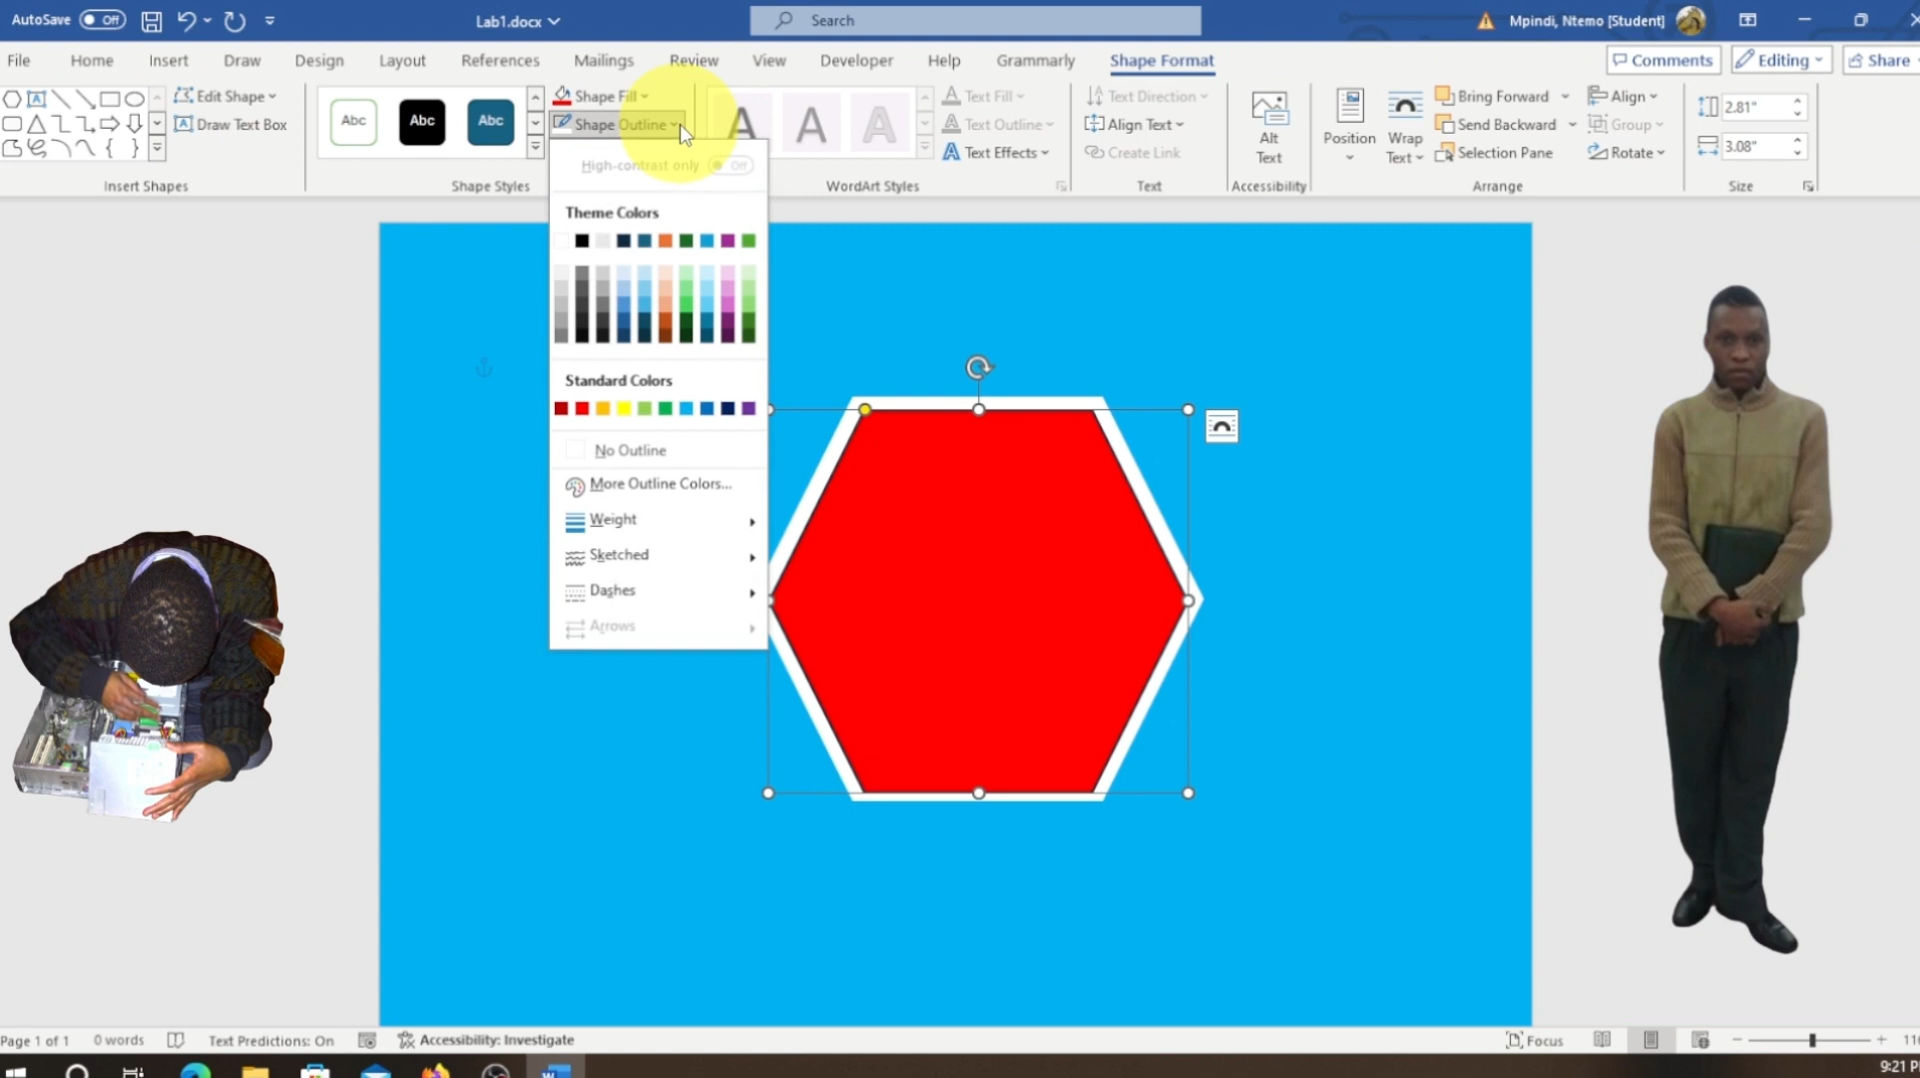 AutoSave Off Lab1.docx Search Mpindi, Ntemo [Student]
File Home Insert Draw Design Layout References Mailings Review View Developer Help Grammarly Shape Format Comments Editing Share
Edit Shape
Draw Text Box
Insert Shapes
Abc Abc Abc
Shape Styles
Shape Fill
Shape Outline
A A A
WordArt Styles
Text Fill
Text Outline
Text Effects
Text Direction
Align Text
Create Link
Text
Alt
Text
Accessibility
Position
Wrap
Text
Bring Forward
Send Backward
Selection Pane
Align
Group
Rotate
Arrange
2.81"
3.08"
Size
High-contrast only Off
Theme Colors
Standard Colors
No Outline
More Outline Colors...
Weight
Sketched
Dashes
Arrows
Page 1 of 1 0 words Text Predictions: On Accessibility: Investigate Focus